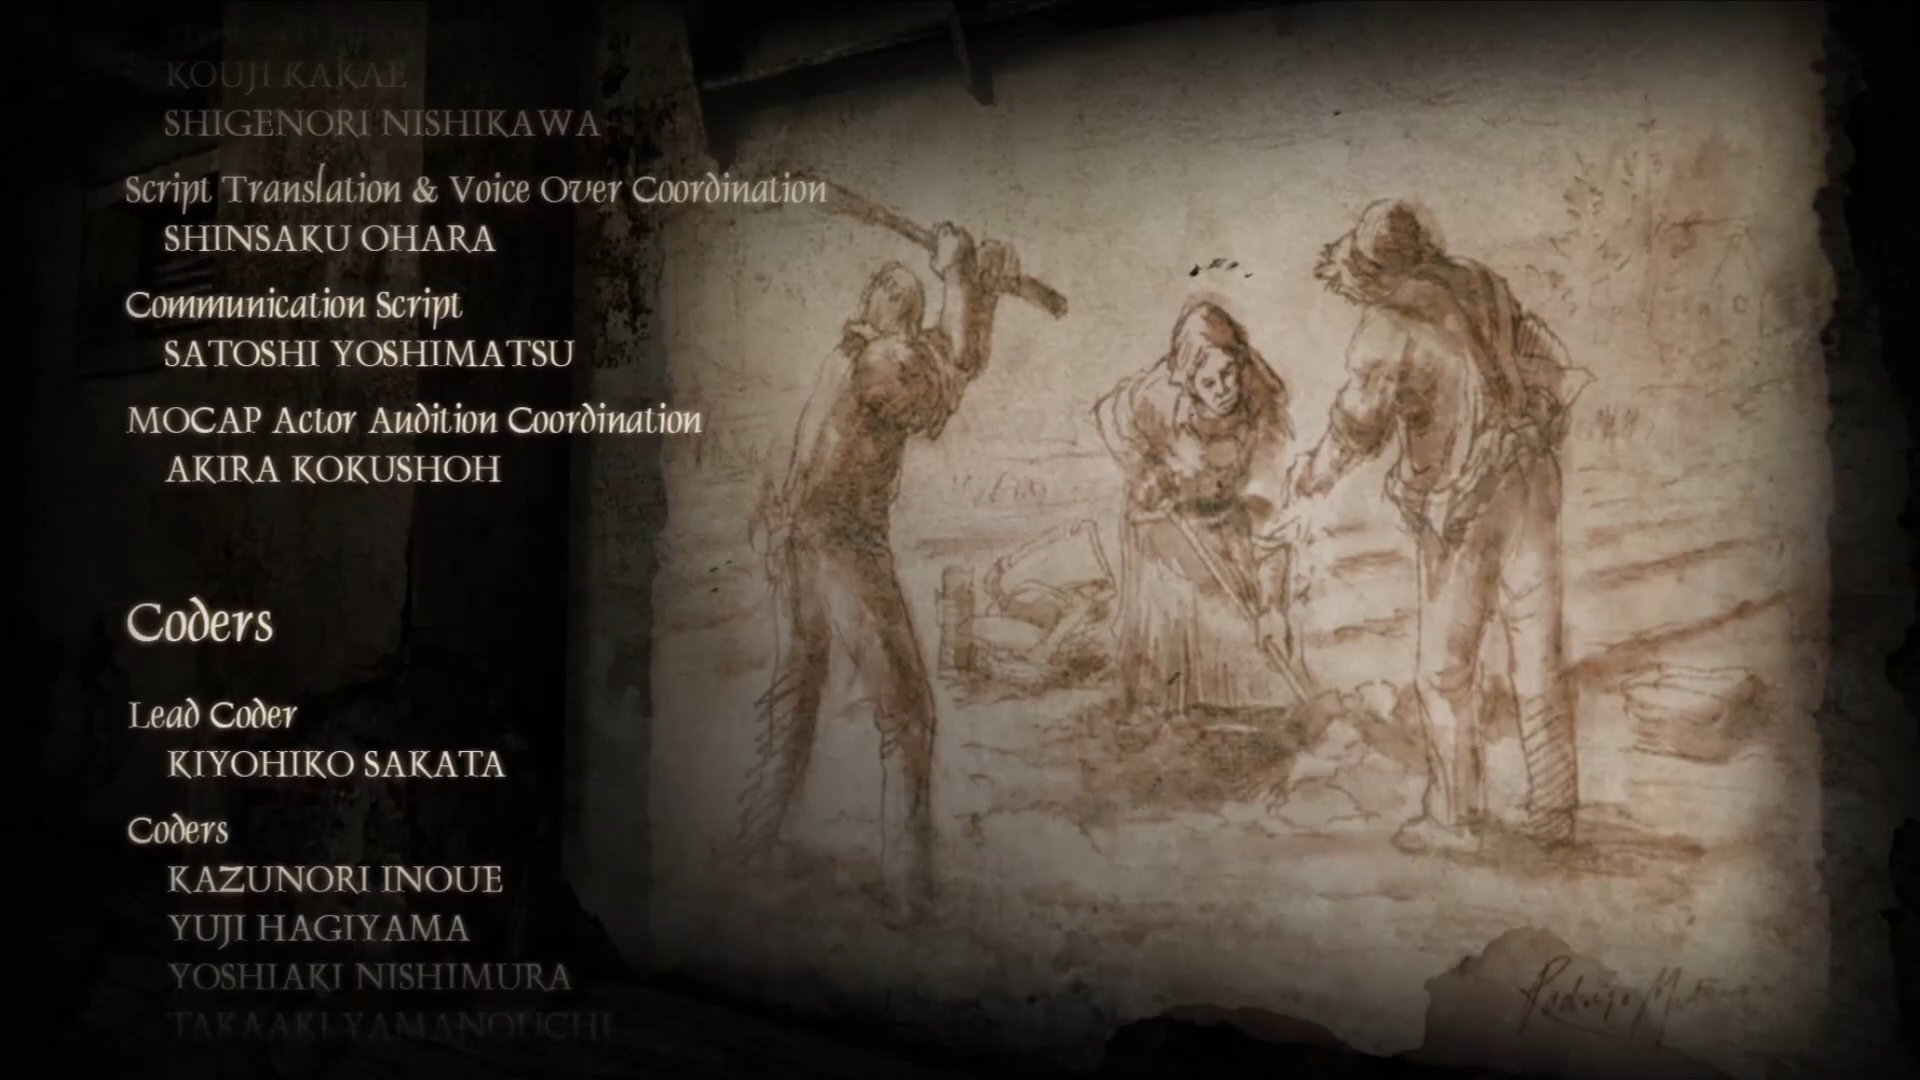 KOUJI KAKAE
SHIGENORI NISHIKAWA
Script Translation & Voice Over Coordination
SHINSAKU OHARA
Communication Script
SATOSHI YOSHIMATSU
MOCAP Actor Audition Coordination
AKIRA KOKUSHOH
Coders
Lead Coder
KIYOHIKO SAKATA
Coders
KAZUNORI INOUE
YUJI HAGIYAMA
YOSHIAKI NISHIMURA
TAKAAKI YAMANOUCHI